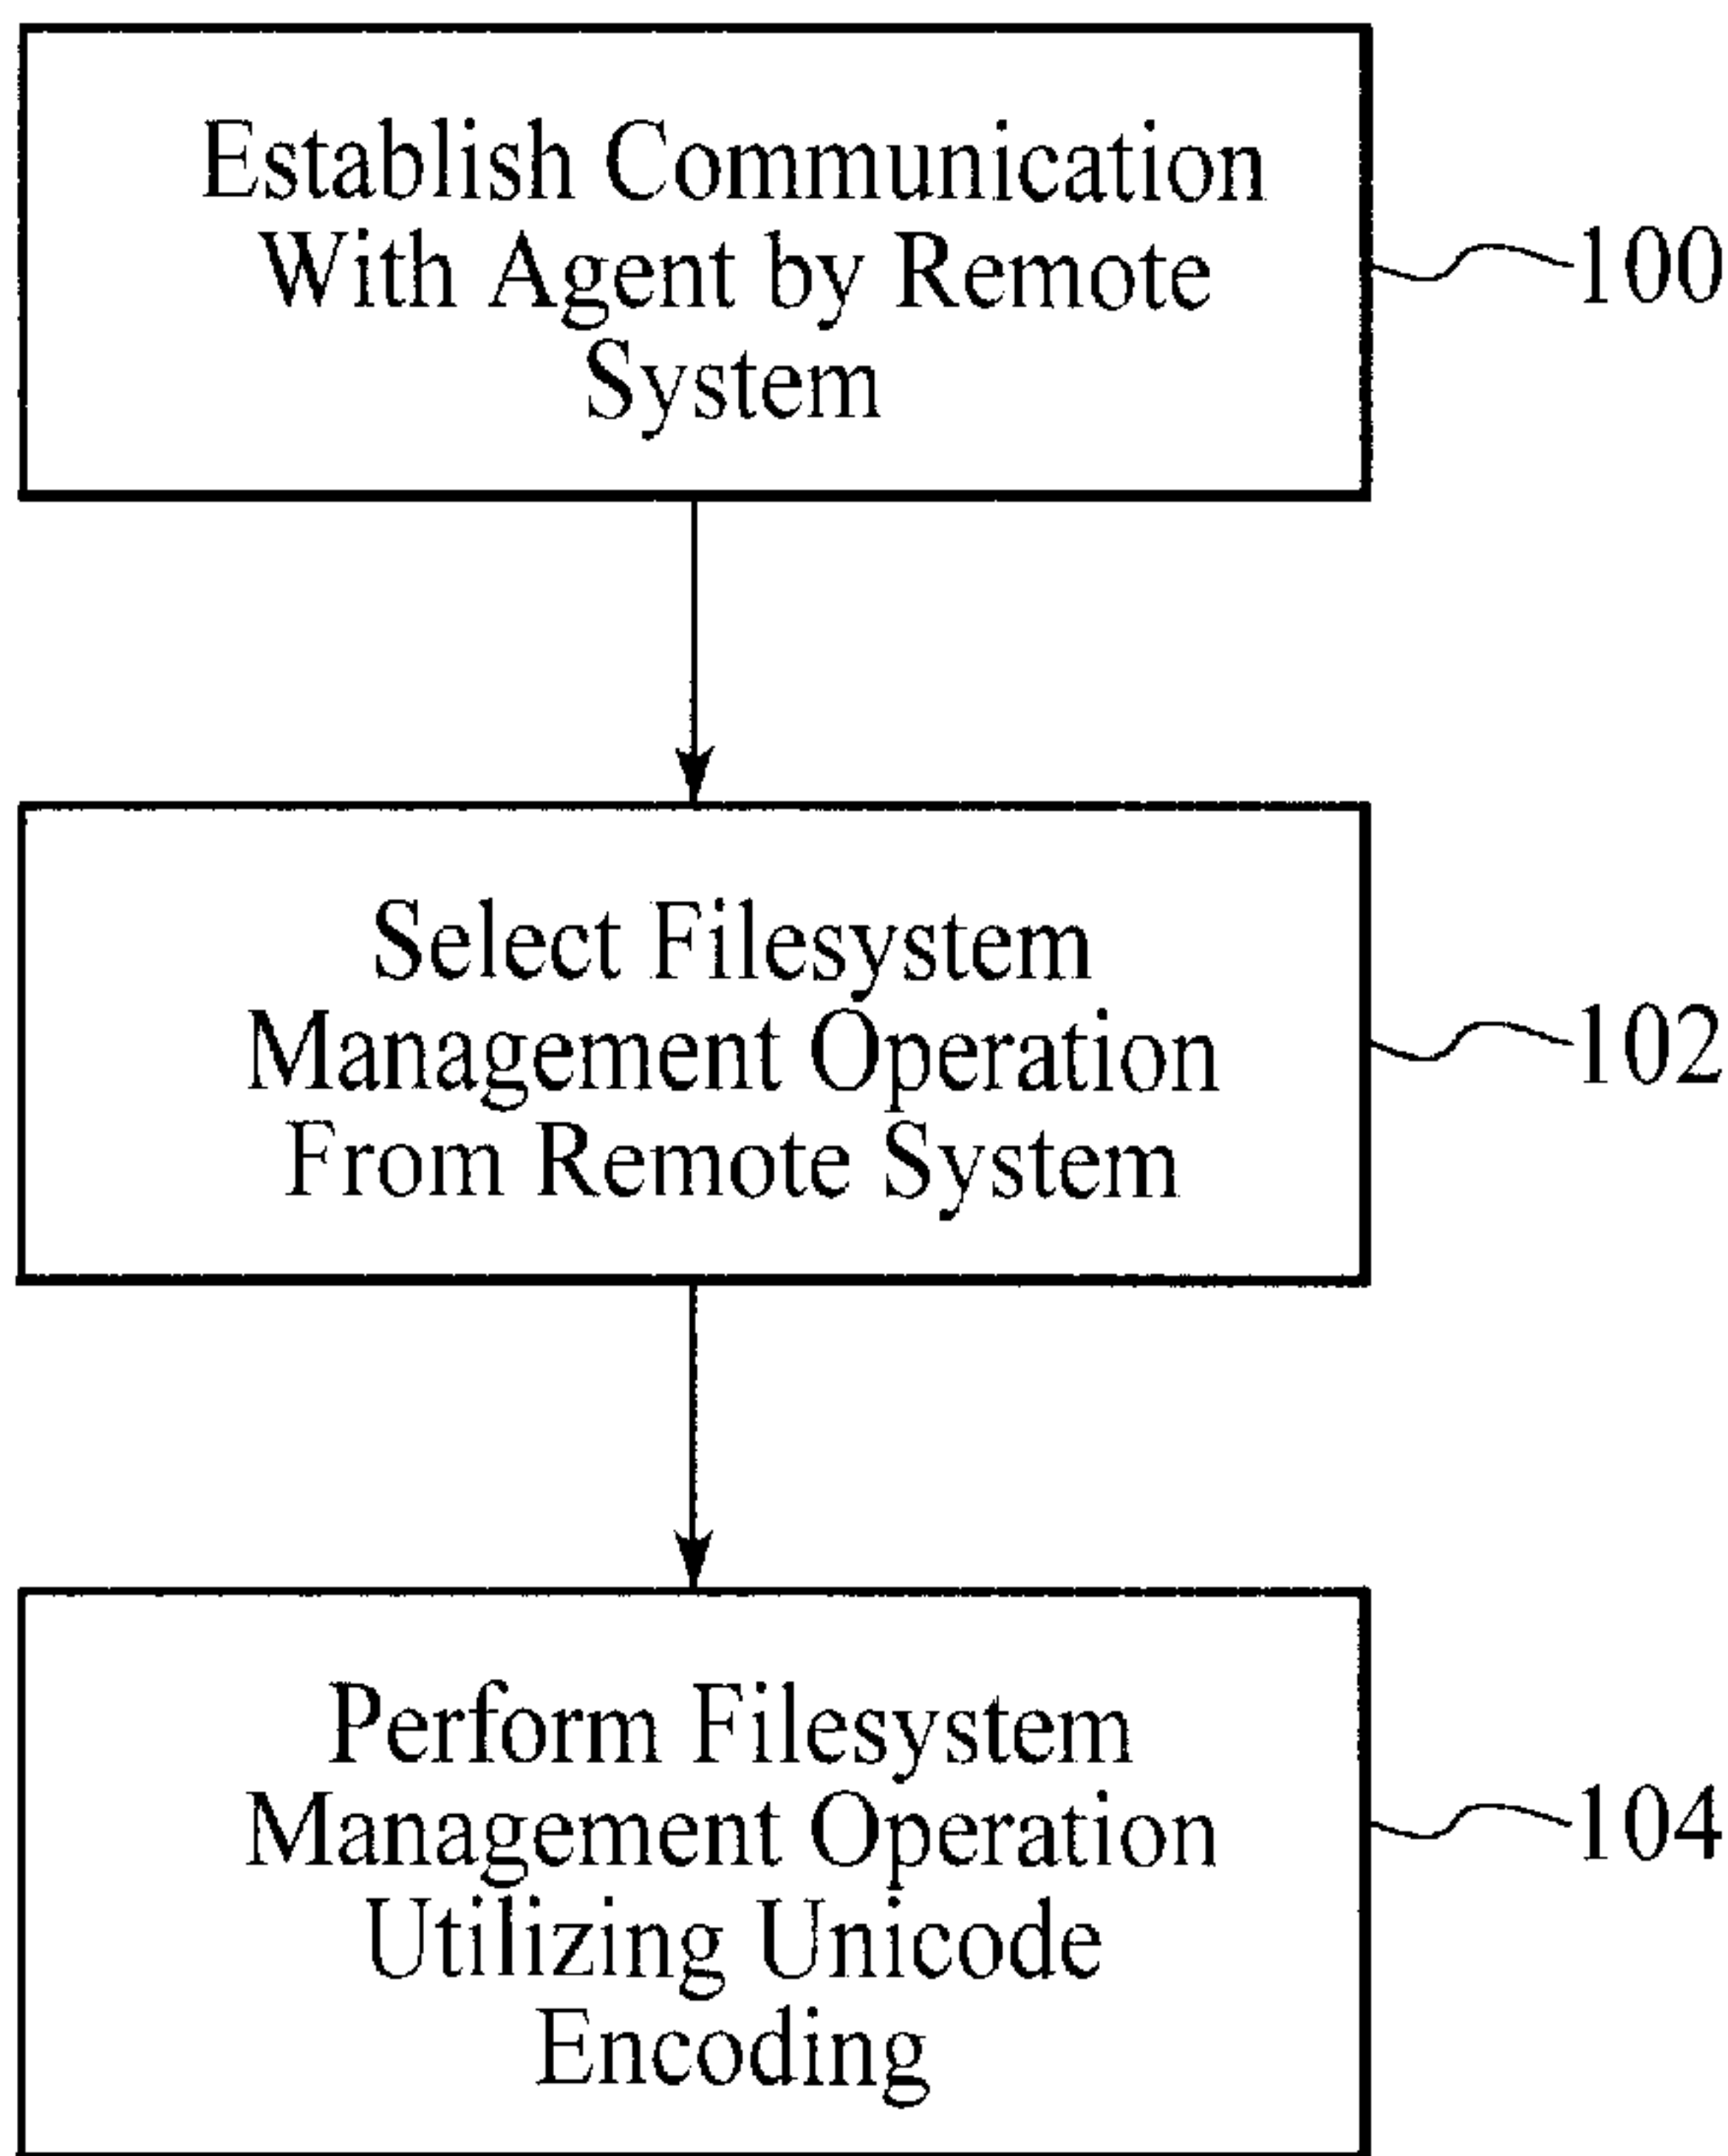 Establish Communication
With Agent by Remote
System
100
Select Filesystem
Management Operation
From Remote System
102
Perform Filesystem
Management Operation
Utilizing Unicode
Encoding
104